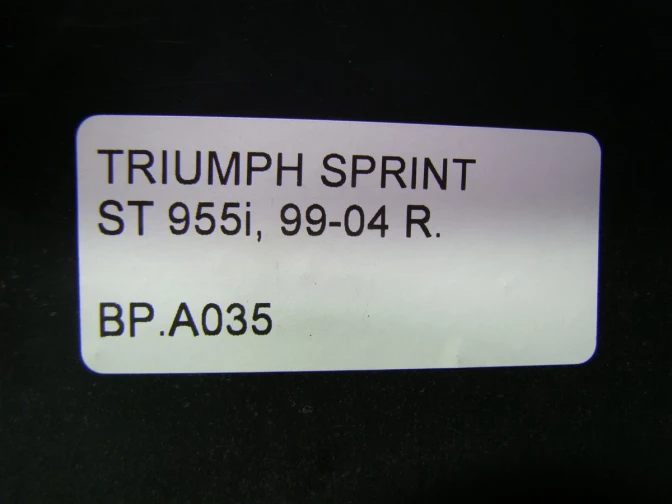 TRIUMPH SPRINT
ST 955i, 99-04 R.
BP.A035